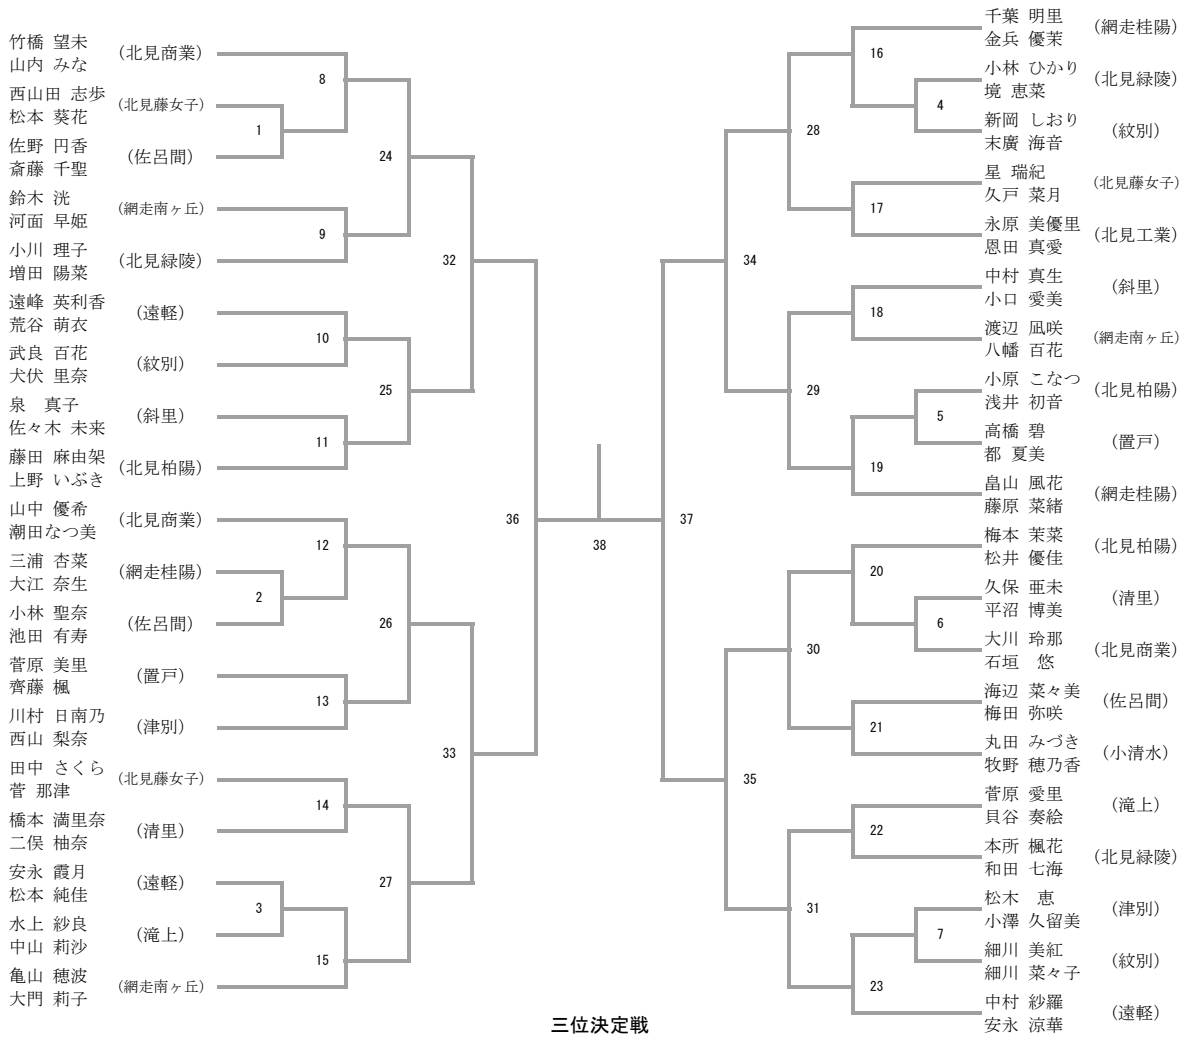 竹橋 望未
山内 みな
(北見商業)
西山田 志歩
松本 葵花
(北見藤女子)
佐野 円香
斎藤 千聖
(佐呂間)
鈴木 洸
河面 早姫
(網走南ヶ丘)
小川 理子
増田 陽菜
(北見緑陵)
遠峰 英利香
荒谷 萌衣
(遠軽)
武良 百花
犬伏 里奈
(紋別)
泉 真子
佐々木 未来
(斜里)
藤田 麻由架
上野 いぶき
(北見柏陽)
山中 優希
潮田なつ美
(北見商業)
三浦 杏菜
大江 奈生
(網走桂陽)
小林 聖奈
池田 有寿
(佐呂間)
菅原 美里
齊藤 楓
(置戸)
川村 日南乃
西山 梨奈
(津別)
田中 さくら
菅 那津
(北見藤女子)
橋本 満里奈
二俣 柚奈
(清里)
安永 霞月
松本 純佳
(遠軽)
水上 紗良
中山 莉沙
(滝上)
亀山 穂波
大門 莉子
(網走南ヶ丘)
1
2
3
8
9
10
11
12
13
14
15
24
25
26
27
32
33
36
38
37
34
35
28
29
30
31
16
17
18
19
20
21
22
23
4
5
6
7
千葉 明里
金兵 優茉
(網走桂陽)
小林 ひかり
境 恵菜
(北見緑陵)
新岡 しおり
末廣 海音
(紋別)
星 瑞紀
久戸 菜月
(北見藤女子)
永原 美優里
恩田 真愛
(北見工業)
中村 真生
小口 愛美
(斜里)
渡辺 凪咲
八幡 百花
(網走南ヶ丘)
小原 こなつ
浅井 初音
(北見柏陽)
高橋 碧
都 夏美
(置戸)
畠山 風花
藤原 菜緒
(網走桂陽)
梅本 茉菜
松井 優佳
(北見柏陽)
久保 亜未
平沼 博美
(清里)
大川 玲那
石垣 悠
(北見商業)
海辺 菜々美
梅田 弥咲
(佐呂間)
丸田 みづき
牧野 穂乃香
(小清水)
菅原 愛里
貝谷 奏絵
(滝上)
本所 楓花
和田 七海
(北見緑陵)
松木 恵
小澤 久留美
(津別)
細川 美紅
細川 菜々子
(紋別)
中村 紗羅
安永 涼華
(遠軽)
三位決定戦